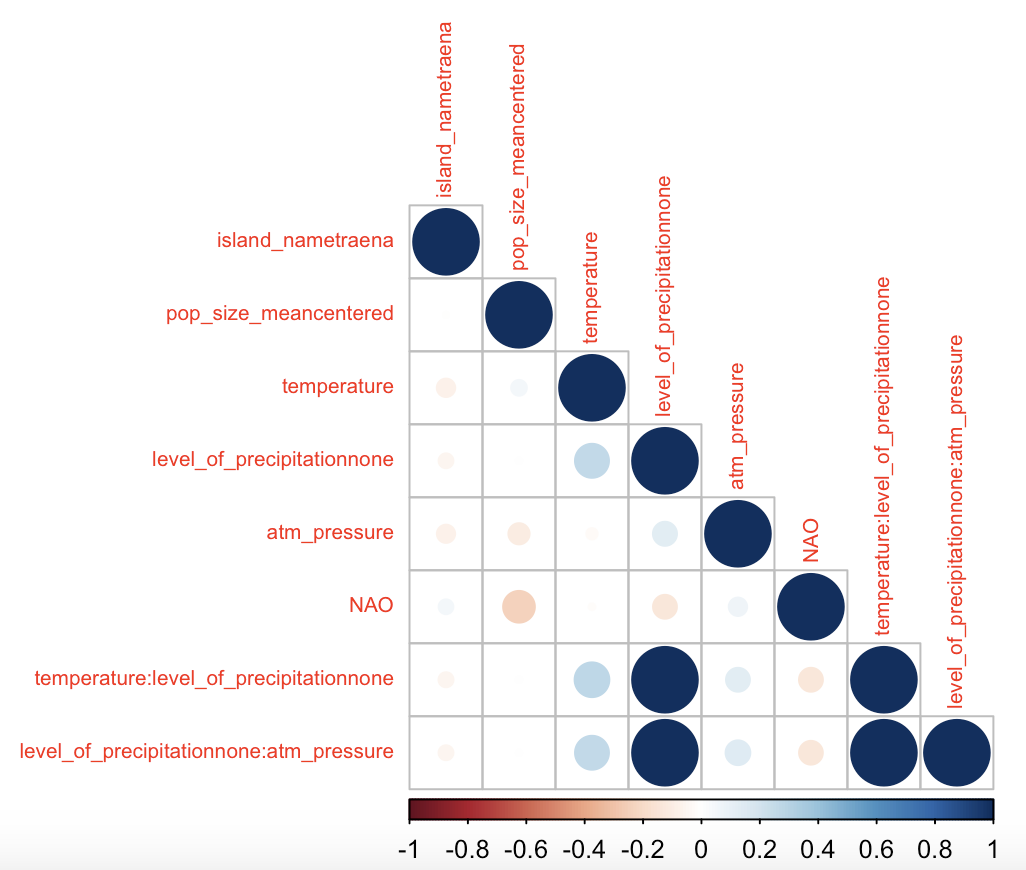 island_nametraena
pop_size_meancentered
temperature
level_of_precipitationnone
atm_pressure
NAO
temperature:level_of_precipitationnone
level_of_precipitationnone:atm_pressure
island_nametraena
pop_size_meancentered
temperature
level_of_precipitationnone
atm_pressure
NAO
temperature:level_of_precipitationnone
level_of_precipitationnone:atm_pressure
-1 -0.8 -0.6 -0.4 -0.2 0 0.2 0.4 0.6 0.8 1